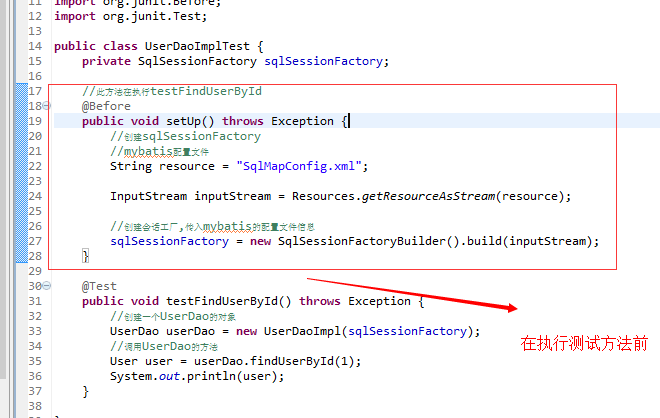 11 import org.junit.Before;
12 import org.junit.Test;
13
14 public class UserDaoImplTest {
15 private SqlSessionFactory sqlSessionFactory;
16
17 //此方法在执行testFindUserById
18 @Before
19 public void setUp() throws Exception {
20 //创建sqlSessionFactory
21 //mybatis配置文件
22 String resource = "SqlMapConfig.xml";
23
24 InputStream inputStream = Resources.getResourceAsStream(resource);
25
26 //创建会话工厂,传入mybatis的配置文件信息
27 sqlSessionFactory = new SqlSessionFactoryBuilder().build(inputStream);
28 }
29
30 @Test
31 public void testFindUserById() throws Exception {
32 //创建一个UserDao的对象
33 UserDao userDao = new UserDaoImpl(sqlSessionFactory);
34 //调用UserDao的方法
35 User user = userDao.findUserById(1);
36 System.out.println(user);
37 }
38
在执行测试方法前